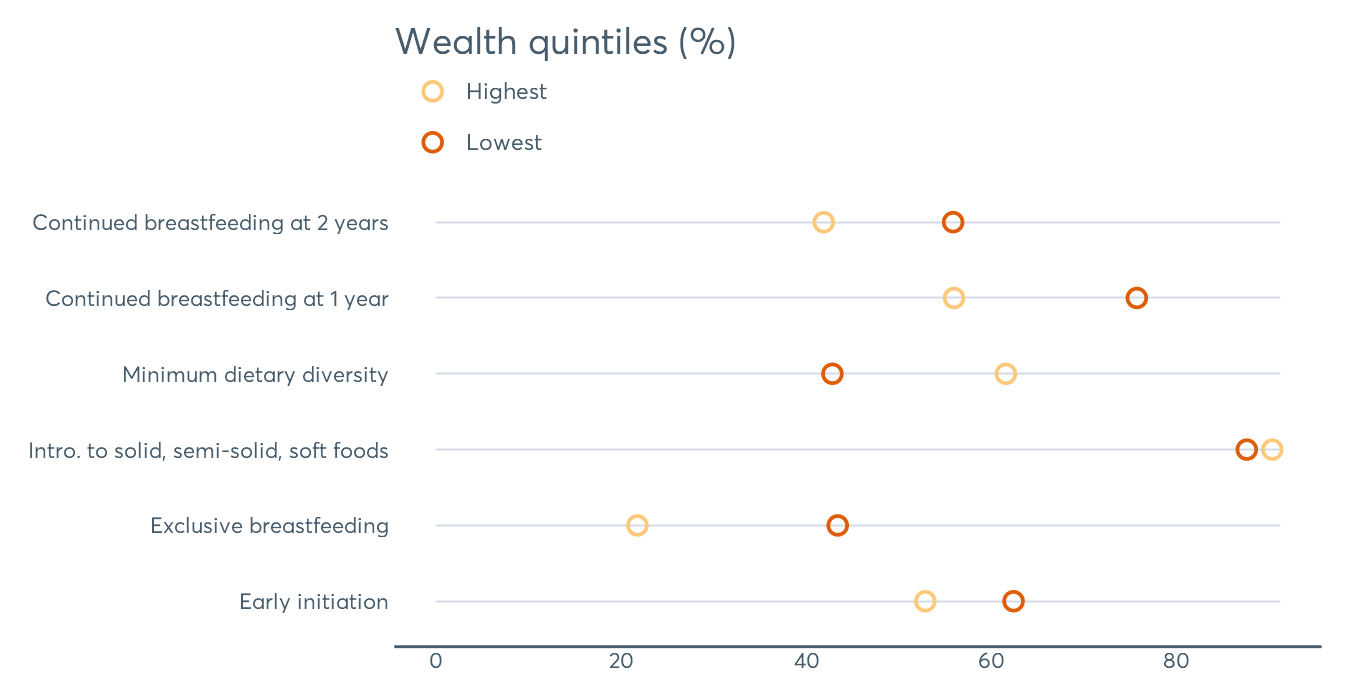 Wealth quintiles (%)
Highest
Lowest
Continued breastfeeding at 2 years
Continued breastfeeding at 1 year
Minimum dietary diversity
Intro. to solid, semi-solid, soft foods
Exclusive breastfeeding
Early initiation
0 20 40 60 80